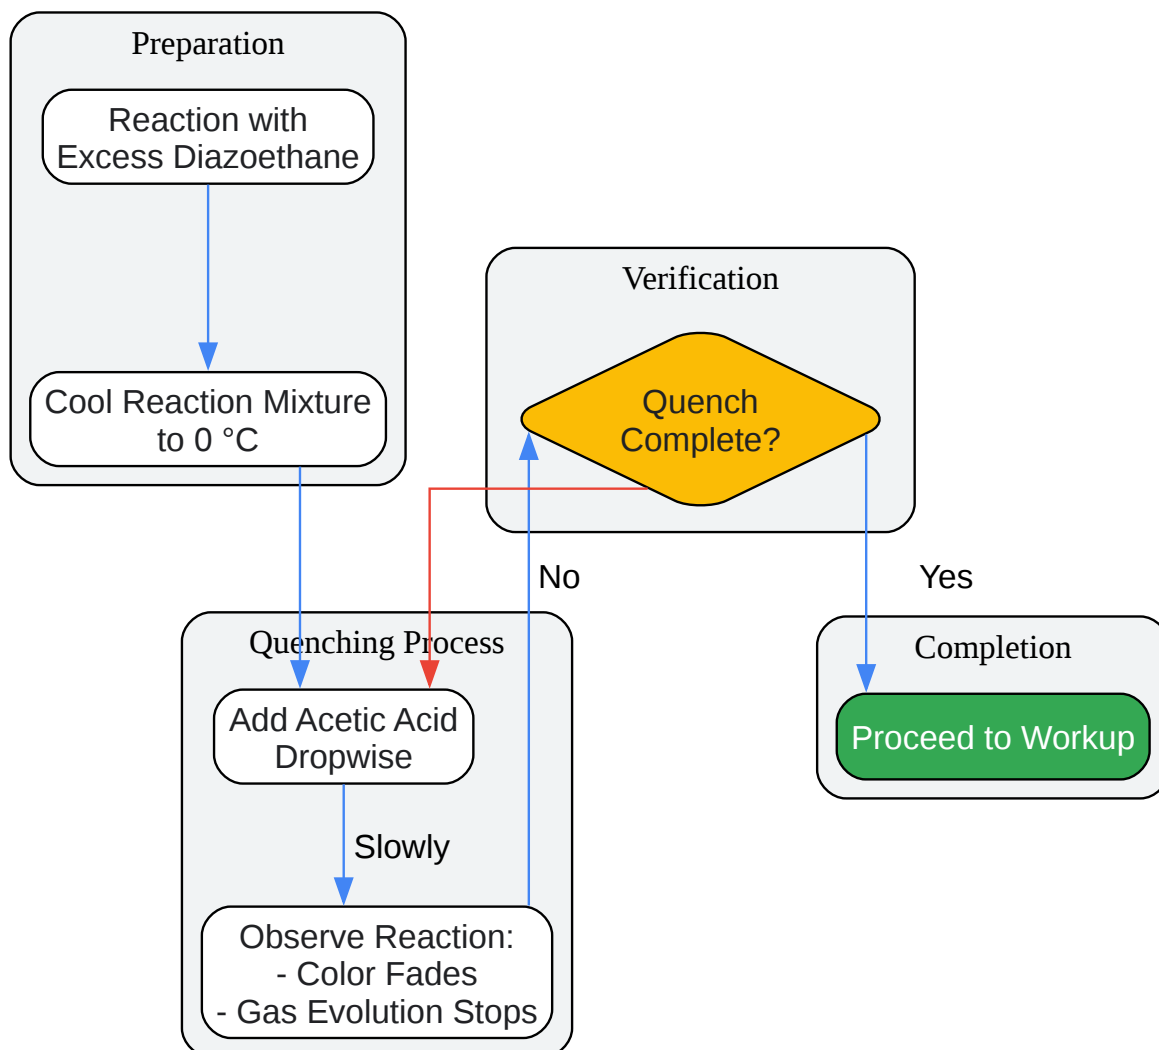 Preparation
Reaction with
Excess Diazoethane
Cool Reaction Mixture
to 0 °C
Verification
Quench
Complete?
No
Yes
Quenching Process
Add Acetic Acid
Dropwise
Slowly
Observe Reaction:
- Color Fades
- Gas Evolution Stops
Completion
Proceed to Workup